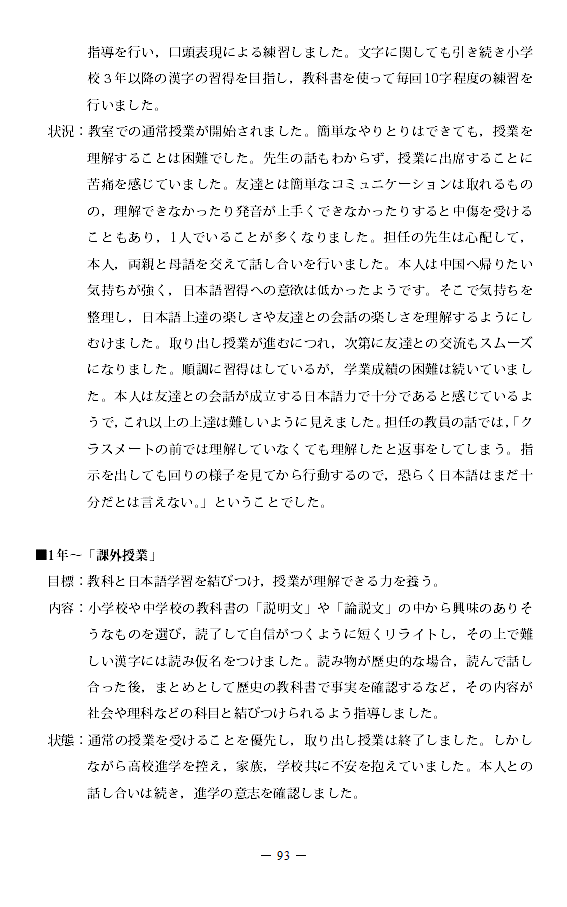 指導を行い，口頭表現による練習しました。文字に関しても引き続き小学
校３年以降の漢字の習得を目指し，教科書を使って毎回10字程度の練習を
行いました。
状況：教室での通常授業が開始されました。簡単なやりとりはできても，授業を
理解することは困難でした。先生の話もわからず，授業に出席することに
苦痛を感じていました。友達とは簡単なコミュニケーションは取れるもの
の，理解できなかったり発音が上手くできなかったりすると中傷を受ける
こともあり，1人でいることが多くなりました。担任の先生は心配して，
本人，両親と母語を交えて話し合いを行いました。本人は中国へ帰りたい
気持ちが強く，日本語習得への意欲は低かったようです。そこで気持ちを
整理し，日本語上達の楽しさや友達との会話の楽しさを理解するようにし
むけました。取り出し授業が進むにつれ，次第に友達との交流もスムーズ
になりました。順調に習得はしているが，学業成績の困難は続いていまし
た。本人は友達との会話が成立する日本語力で十分であると感じているよ
うで，これ以上の上達は難しいように見えました。担任の教員の話では，「ク
ラスメートの前では理解していなくても理解したと返事をしてしまう。指
示を出しても回りの様子を見てから行動するので，恐らく日本語はまだ十
分だとは言えない。」ということでした。
■1年～「課外授業」
目標：教科と日本語学習を結びつけ，授業が理解できる力を養う。
内容：小学校や中学校の教科書の「説明文」や「論説文」の中から興味のありそ
うなものを選び，読了して自信がつくように短くリライトし，その上で難
しい漢字には読み仮名をつけました。読み物が歴史的な場合，読んで話し
合った後，まとめとして歴史の教科書で事実を確認するなど，その内容が
社会や理科などの科目と結びつけられるよう指導しました。
状態：通常の授業を受けることを優先し，取り出し授業は終了しました。しかし
ながら高校進学を控え，家族，学校共に不安を抱えていました。本人との
話し合いは続き，進学の意志を確認しました。
― 93 ―